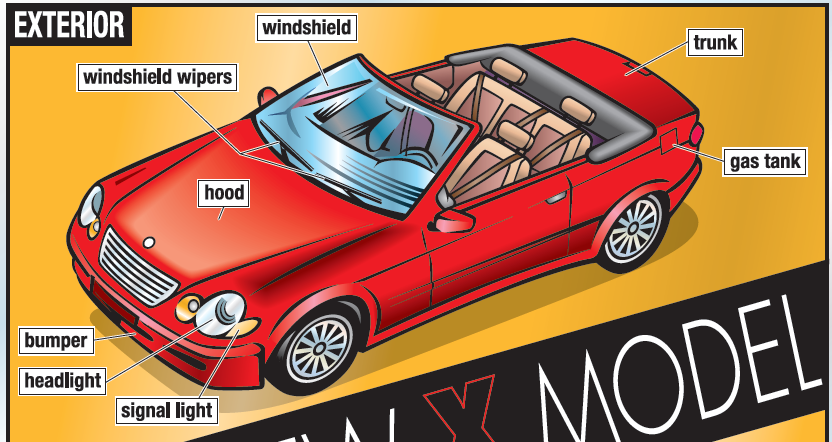 EXTERIOR
windshield
trunk
windshield wipers
gas tank
hood
bumper
headlight
signal light
X MODEL